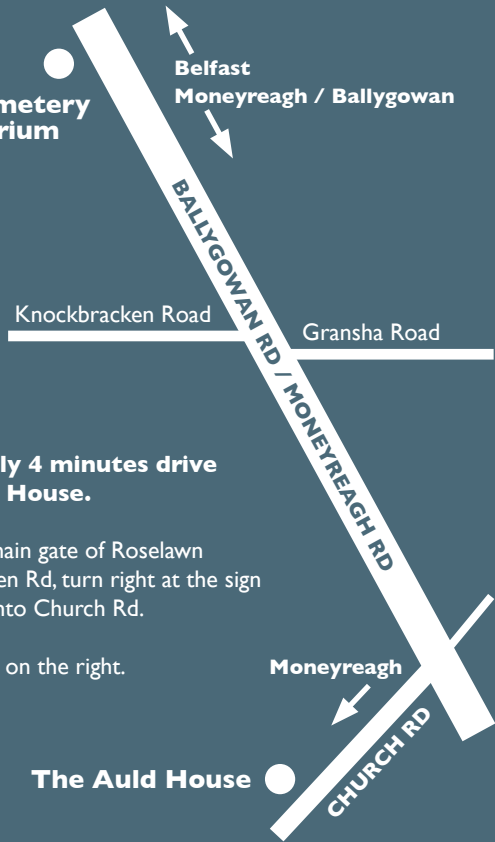 Belfast
Moneyreagh / Ballygowan
metery
rium
BALLYGOWAN RD / MONEYREAGH RD
Knockbracken Road
Gransha Road
ly 4 minutes drive
House.
ain gate of Roselawn
en Rd, turn right at the sign
nto Church Rd.
on the right.
Moneyreagh
The Auld House
CHURCH RD